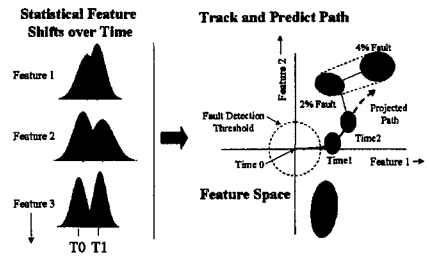 Statistical Feature
Shifts over Time
Feature 1
Feature 2
Feature 3
T0 T1
Track and Predict Path
Feature 2
4% Fault
2% Fault
Fault Detection
Threshold
Projected
Path
Time2
Time 0
Time1
Feature 1
Feature Space